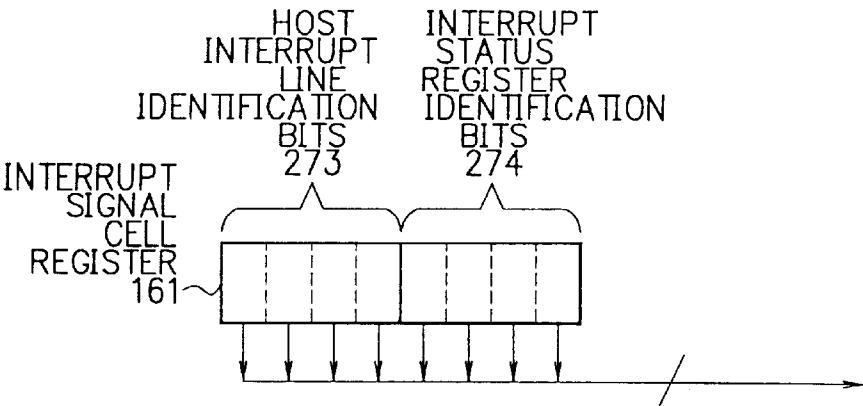 HOST
INTERRUPT
LINE
IDENTIFICATION
BITS
273
INTERRUPT
STATUS
REGISTER
IDENTIFICATION
BITS
274
INTERRUPT
SIGNAL
CELL
REGISTER
161